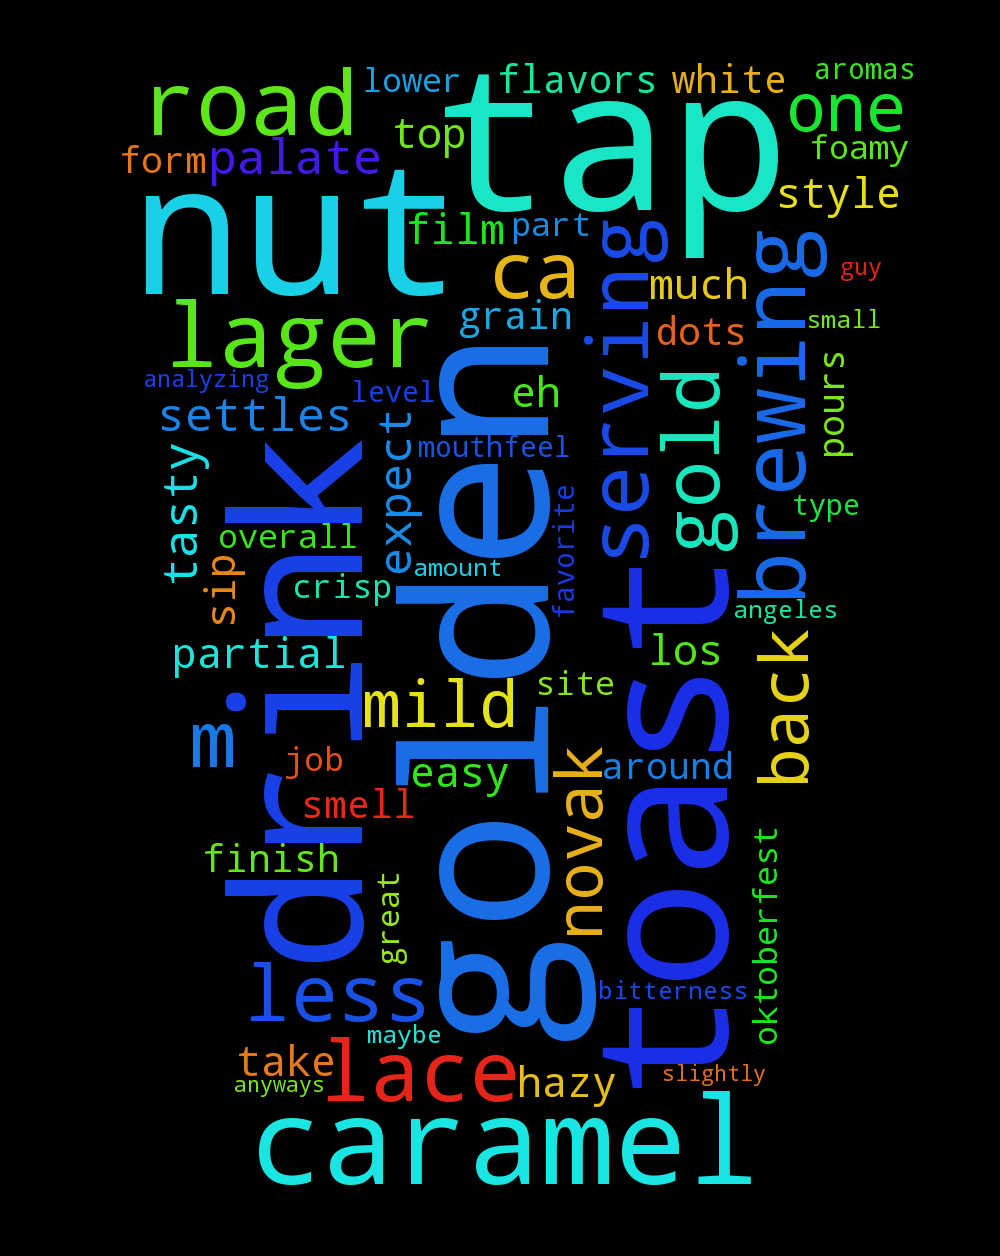 lower
flavors
white
aromas
road
tap
one
top
form
palate
foamy
nut
style
film
part
serving
brewing
ca
much
guy
lager
grain
dots
small
analyzing
level
eh
golden
gold
pours
settles
expect
mouthfeel
tasty
drink
favorite
type
overall
sip
crisp
amount
toast
angeles
partial
los
back
mild
site
m
job
easy
novak
around
smell
finish
great
oktoberfest
less
bitterness
maybe
take
lace
hazy
slightly
anyways
caramel